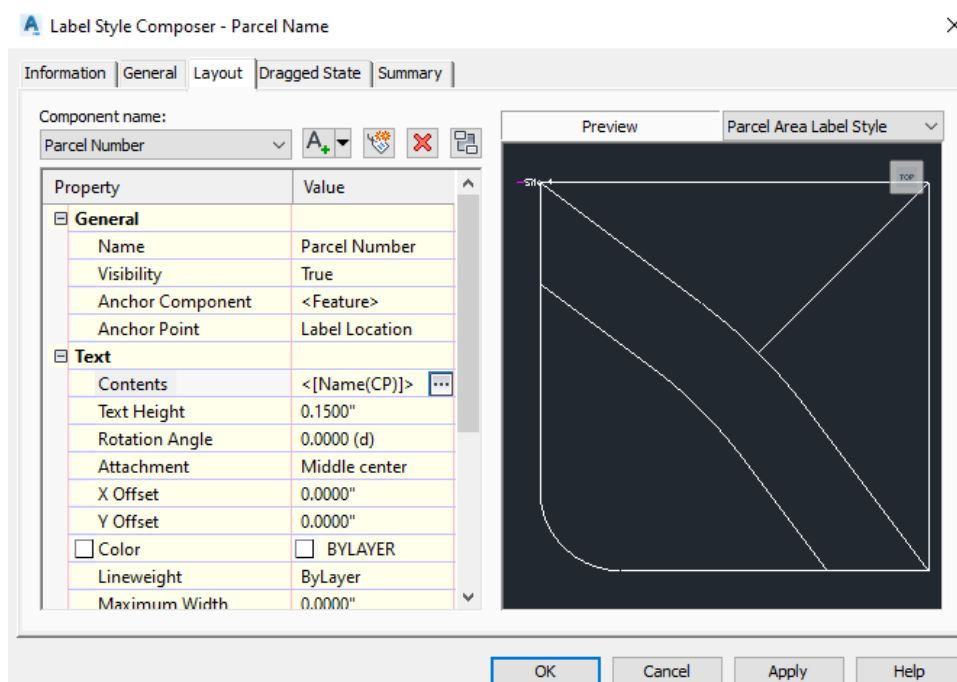 Label Style Composer - Parcel Name
Information General Layout Dragged State Summary
Component name:
Parcel Number
Preview
Parcel Area Label Style
Property Value
General
Name Parcel Number
Visibility True
Anchor Component <Feature>
Anchor Point Label Location
Text
Contents <[Name(CP)]> ...
Text Height 0.1500"
Rotation Angle 0.0000 (d)
Attachment Middle center
X Offset 0.0000"
Y Offset 0.0000"
Color BYLAYER
Lineweight ByLayer
Maximum Width 0.0000"
TOP
OK Cancel Apply Help